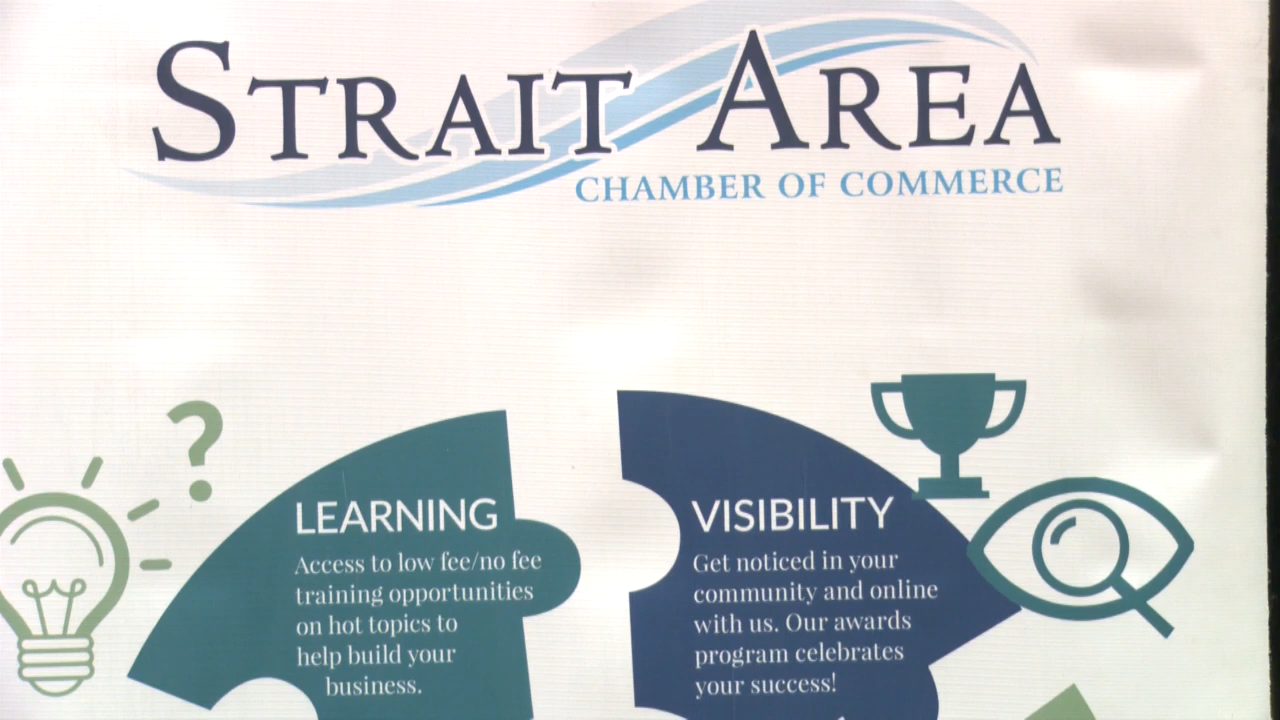 STRAIT AREA
CHAMBER OF COMMERCE
?
LEARNING
Access to low fee/no fee
training opportunities
on hot topics to
help build your
business.
VISIBILITY
Get noticed in your
community and online
with us. Our awards
program celebrates
your success!